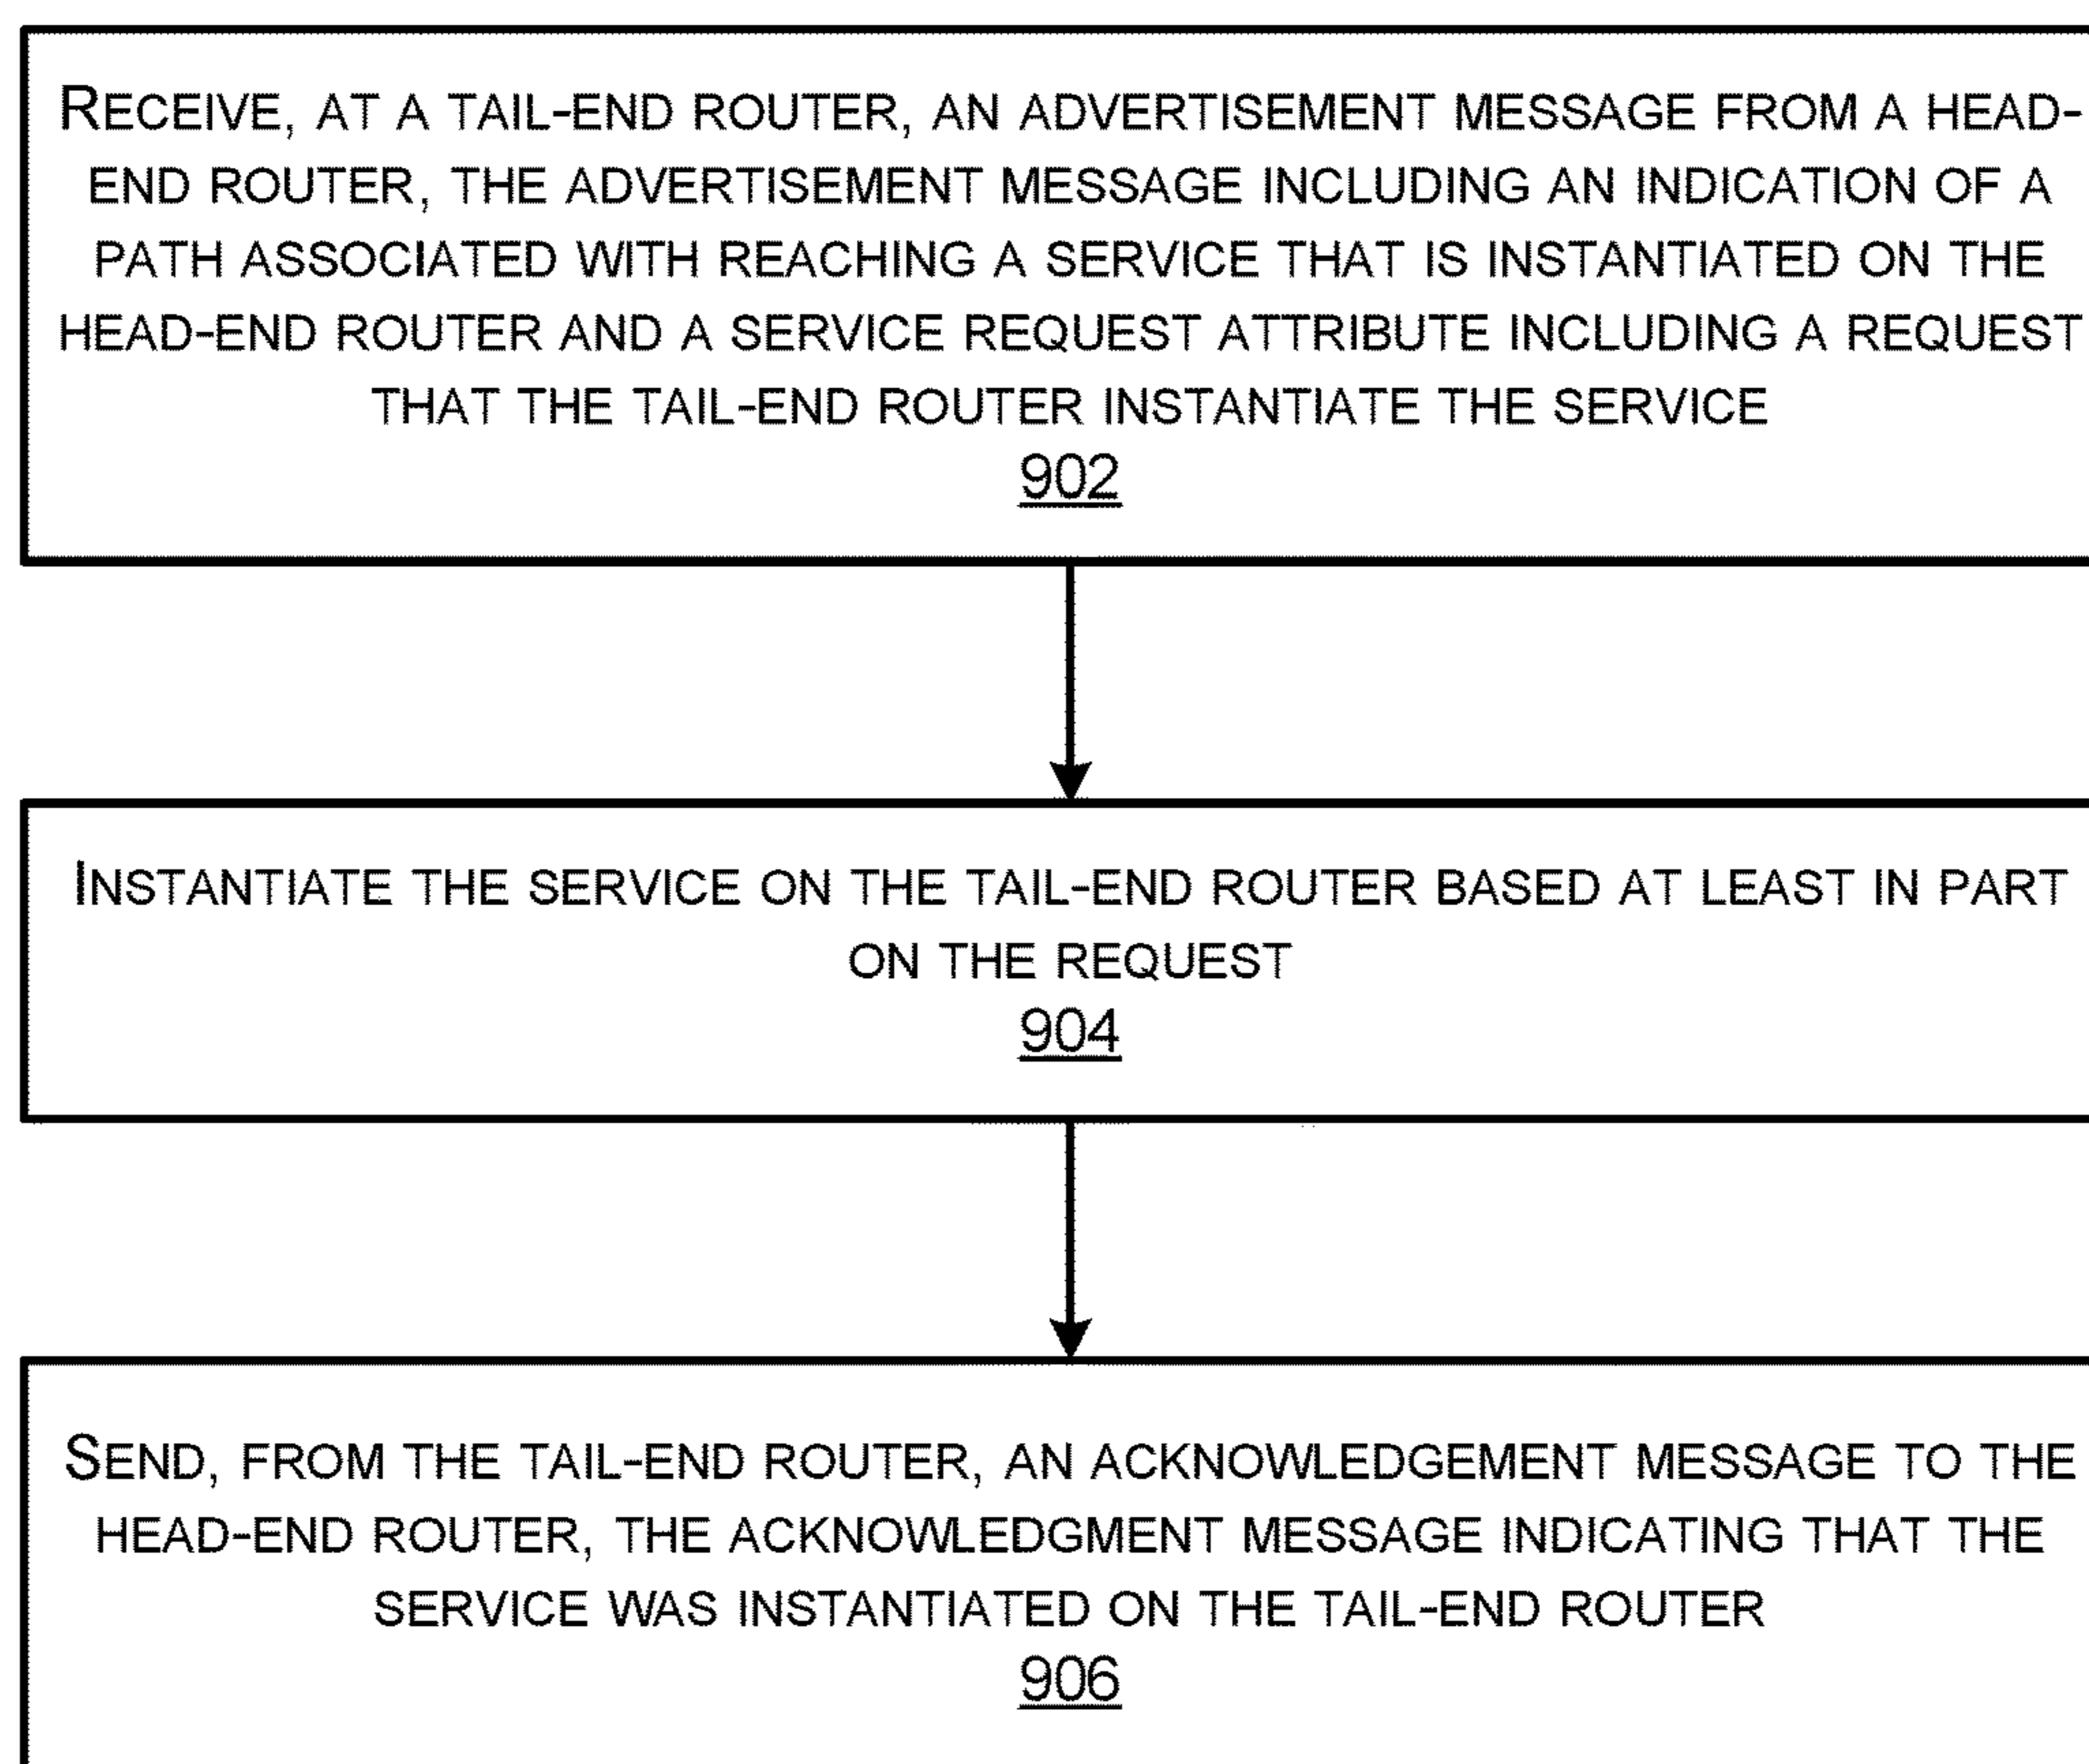 RECEIVE, AT A TAIL-END ROUTER, AN ADVERTISEMENT MESSAGE FROM A HEAD-
END ROUTER, THE ADVERTISEMENT MESSAGE INCLUDING AN INDICATION OF A
PATH ASSOCIATED WITH REACHING A SERVICE THAT IS INSTANTIATED ON THE
HEAD-END ROUTER AND A SERVICE REQUEST ATTRIBUTE INCLUDING A REQUEST
THAT THE TAIL-END ROUTER INSTANTIATE THE SERVICE
902
INSTANTIATE THE SERVICE ON THE TAIL-END ROUTER BASED AT LEAST IN PART
ON THE REQUEST
904
SEND, FROM THE TAIL-END ROUTER, AN ACKNOWLEDGEMENT MESSAGE TO THE
HEAD-END ROUTER, THE ACKNOWLEDGMENT MESSAGE INDICATING THAT THE
SERVICE WAS INSTANTIATED ON THE TAIL-END ROUTER
906